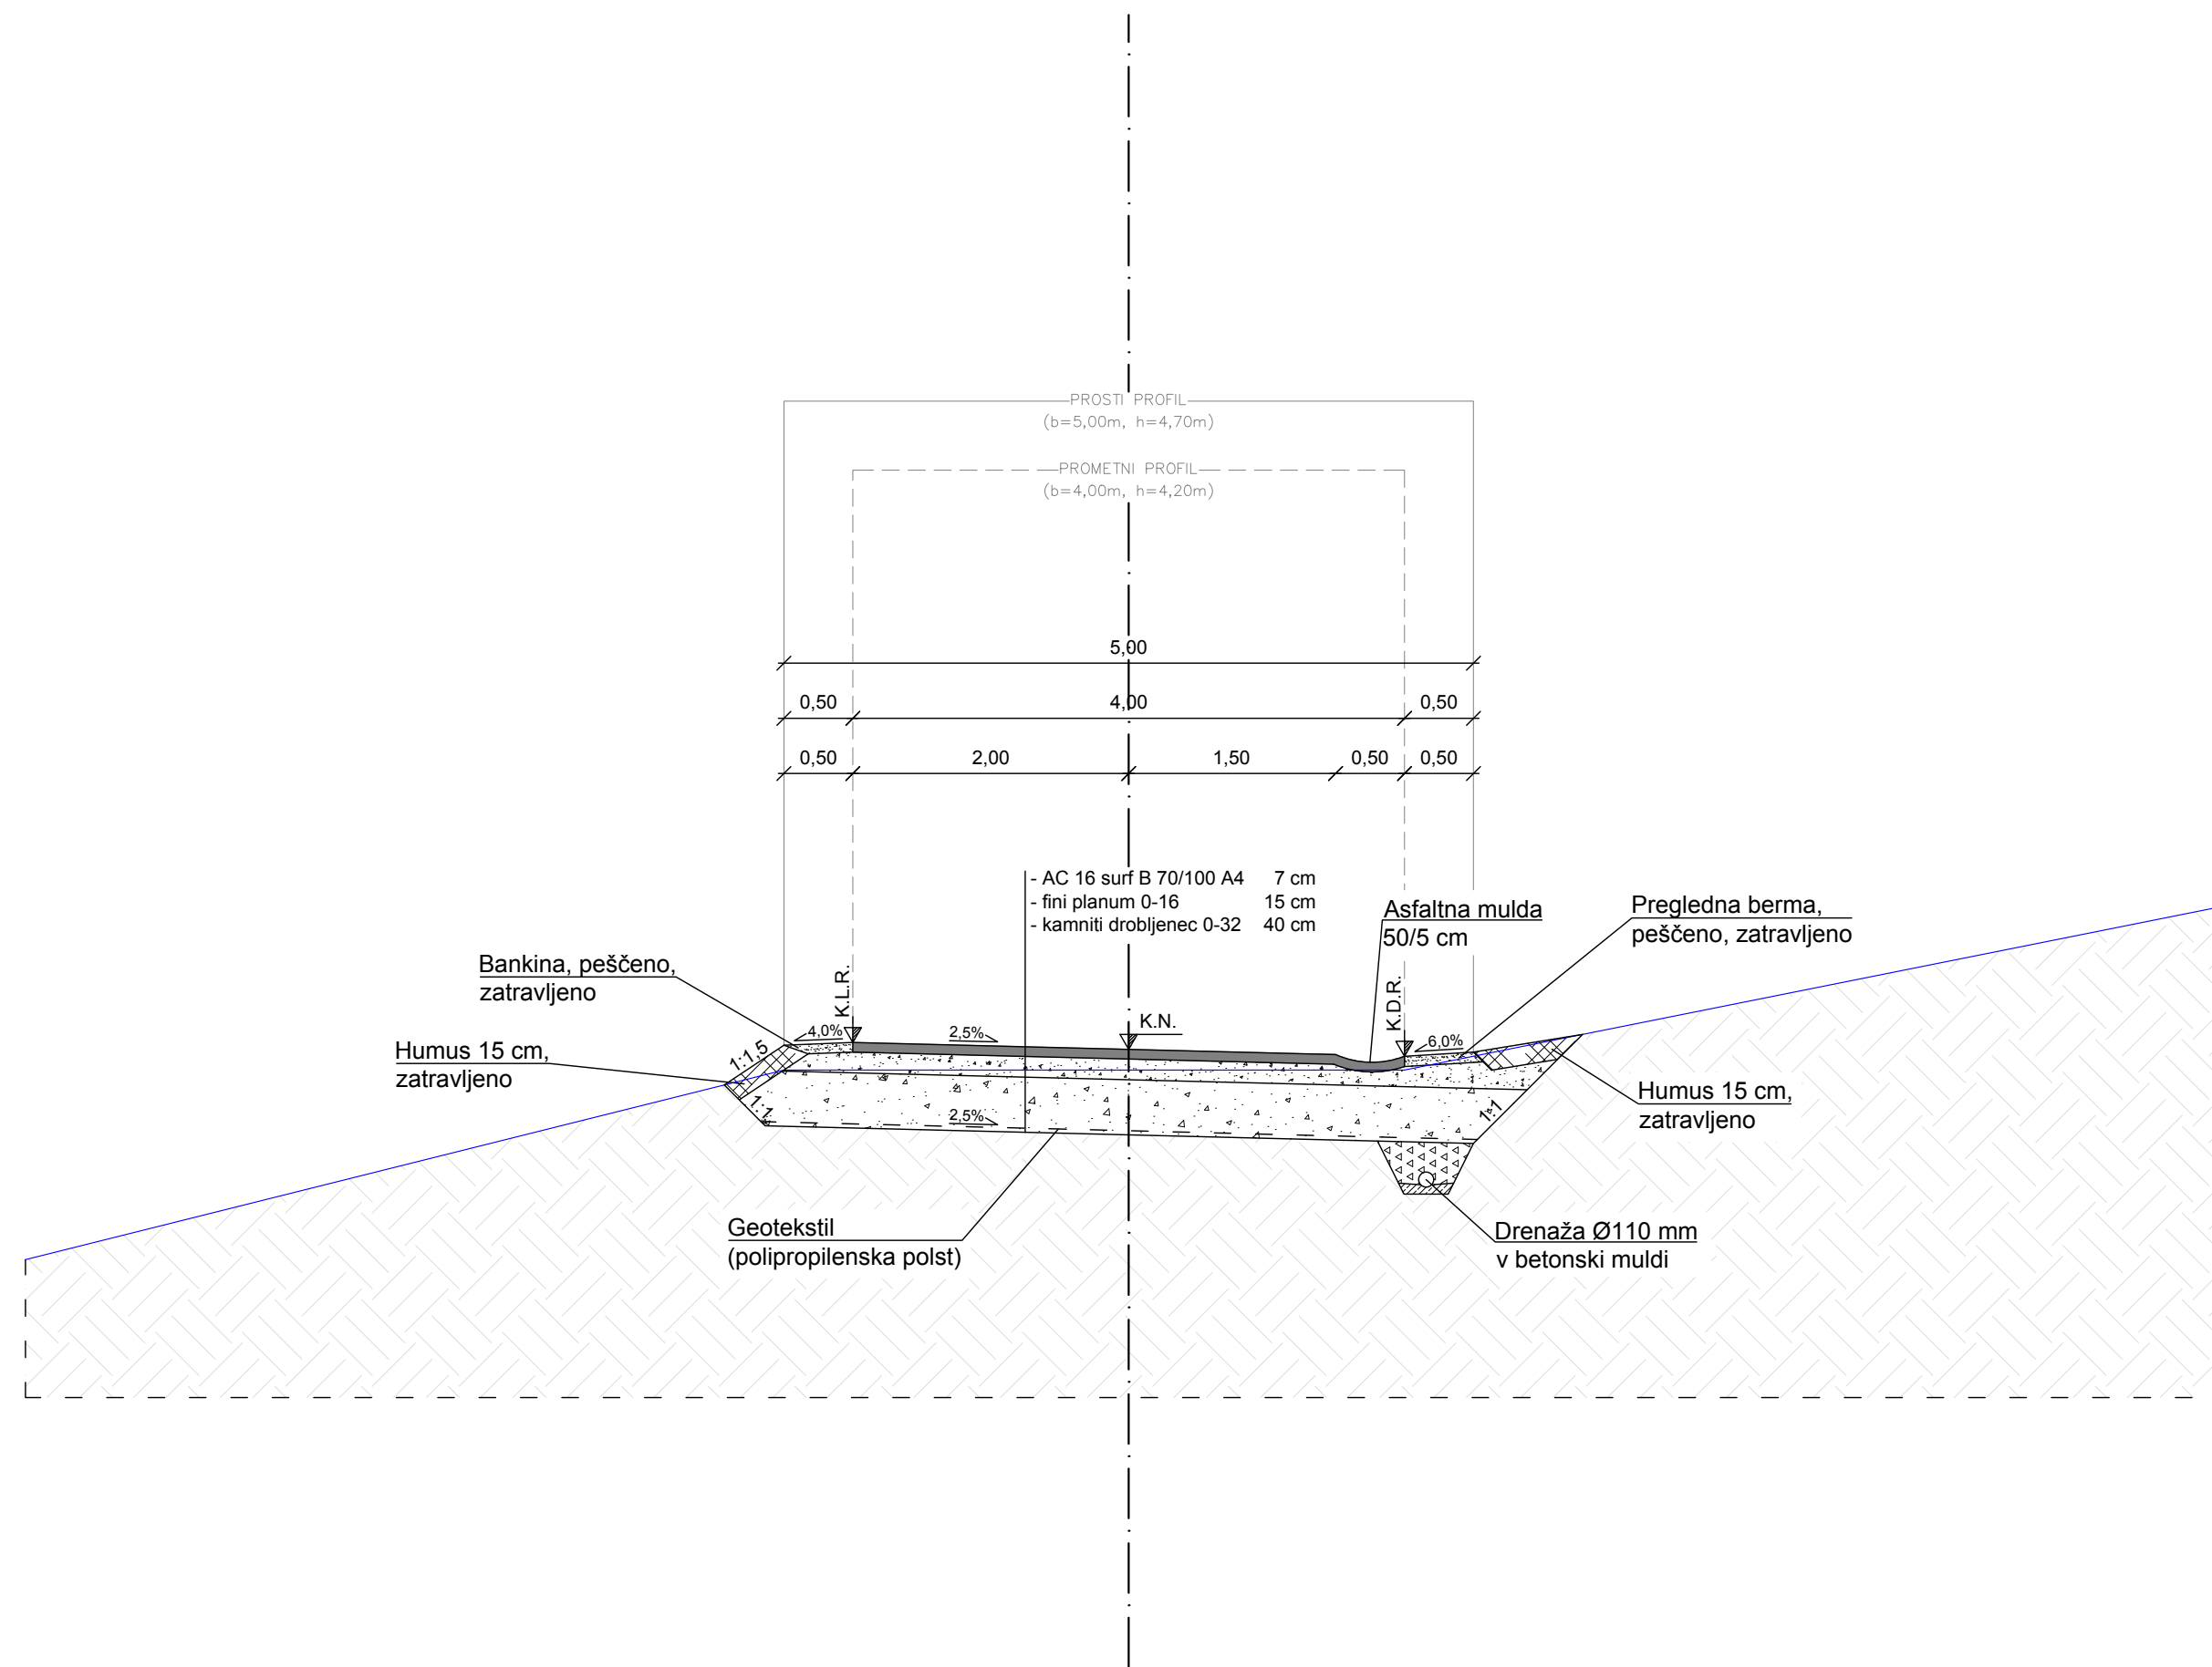 PROSTI PROFIL
(b=5,00m, h=4,70m)
PROMETNI PROFIL
(b=4,00m, h=4,20m)
5,00
0,50 4,00 0,50
0,50 2,00 1,50 0,50 0,50
- AC 16 surf B 70/100 A4 7 cm
- fini planum 0-16 15 cm
- kamniti drobljenec 0-32 40 cm
Asfaltna mulda
50/5 cm
Pregledna berma,
peščeno, zatravljeno
Bankina, peščeno,
zatravljeno
K.L.R.
K.D.R.
K.N.
4,0%
2,5%
6,0%
1:1,5
Humus 15 cm,
zatravljeno
Humus 15 cm,
zatravljeno
1:1
2,5%
1:1
Geotekstil
(polipropilenska polst)
Drenaža Ø110 mm
v betonski muldi